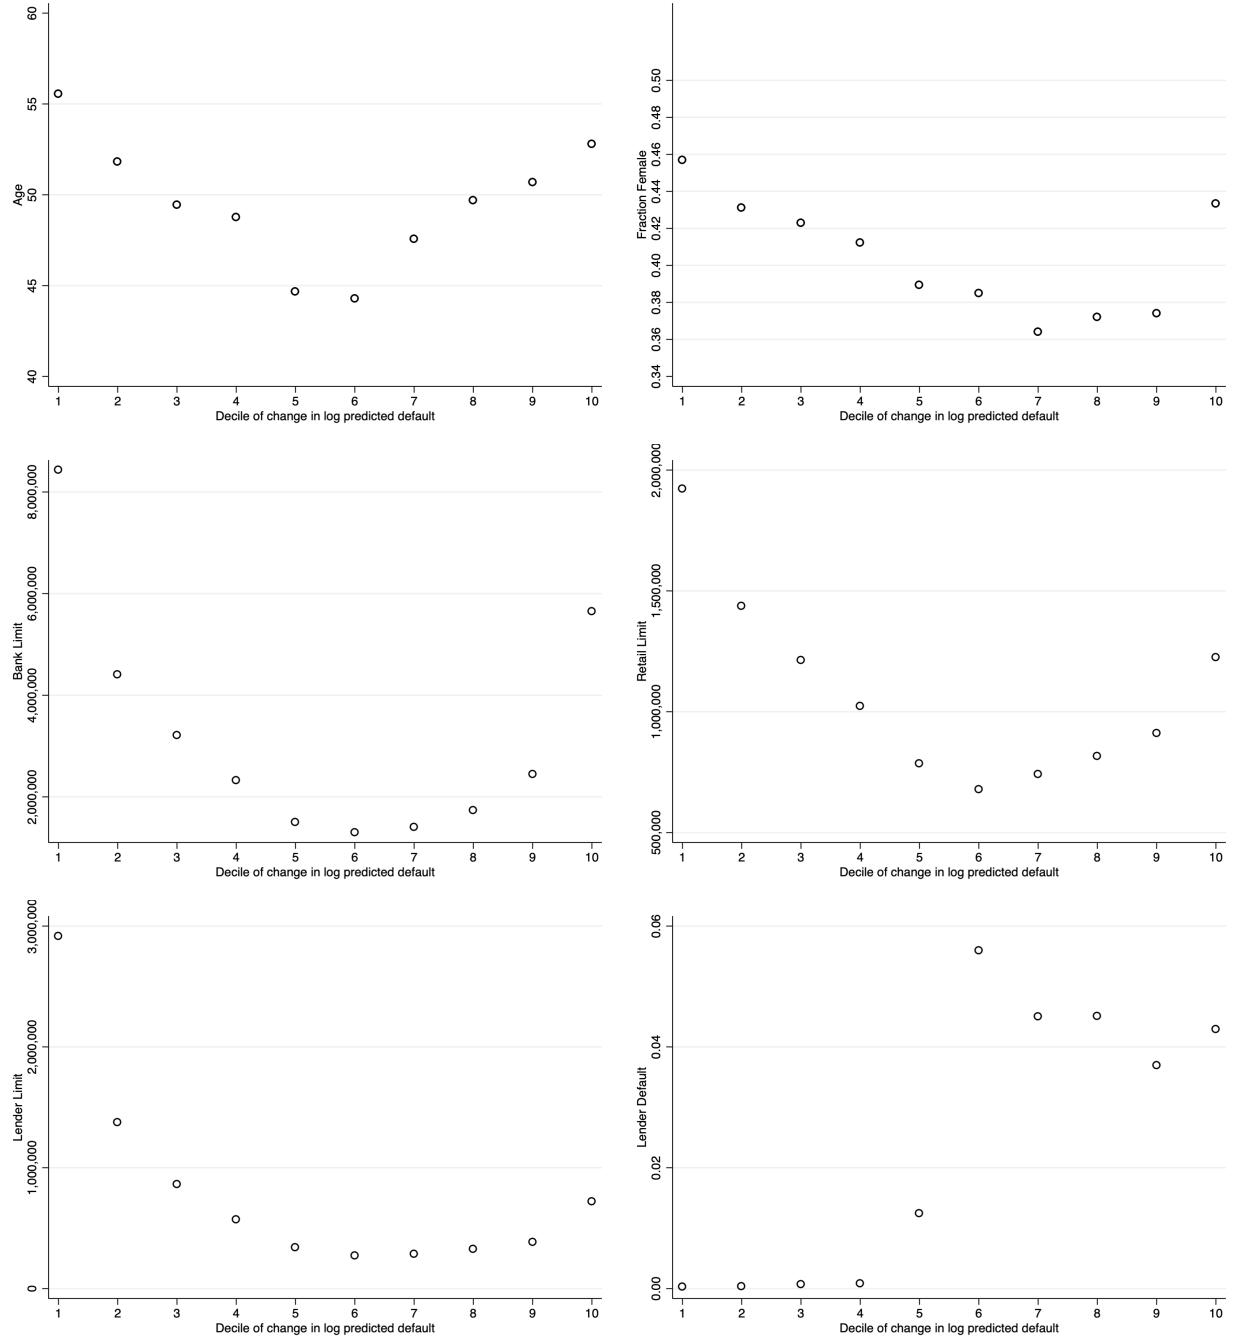 60
55
50
45
40
Age
1 2 3 4 5 6 7 8 9 10
Decile of change in log predicted default
0.50
0.48
0.46
0.44
0.42
0.40
0.38
0.36
0.34
Fraction Female
1 2 3 4 5 6 7 8 9 10
Decile of change in log predicted default
8,000,000
6,000,000
4,000,000
2,000,000
Bank Limit
1 2 3 4 5 6 7 8 9 10
Decile of change in log predicted default
2,000,000
1,500,000
1,000,000
500,000
Retail Limit
1 2 3 4 5 6 7 8 9 10
Decile of change in log predicted default
3,000,000
2,000,000
1,000,000
0
Lender Limit
1 2 3 4 5 6 7 8 9 10
Decile of change in log predicted default
0.06
0.04
0.02
0.00
Lender Default
1 2 3 4 5 6 7 8 9 10
Decile of change in log predicted default